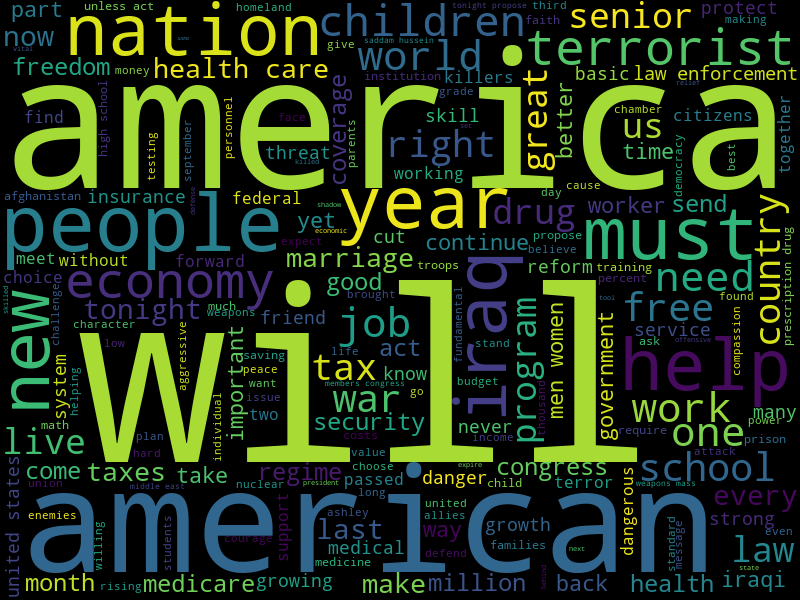 part
unless act
homeland
nation
children
tonight propose
third
senior
protect
making
now
vital
same
saddam hussein
give
faith
world
terrorist
freedom
money
health care
institution
killers
basic
law enforcement
america
find
high school
testing
september
personnel
face
threat
parents
coverage
grade
skill
right
working
great
better
chamber
us
time
citizens
democracy
best
together
relief
set
killed
afghanistan
insurance
defense
federal
shadow
economic
year
day
cause
drug
worker
send
must
country
prescription drug
people
yet
cut
continue
propose
believe
meet
without
forward
expect
marriage
troops
reform
training
choice
economy
good
iraq
percent
need
found
skilled
new
challenges
tonight
much
weapons
friend
brought
job
fundamental
program
free
service
ask
compassion
tool
offensive
character
low
aggressive
important
act
stand
men women
government
help
system
helping
saving
peace
want
life
tax
know
members congress
go
budget
thousand
will
issue
war
never
income
work
many
power
math
individual
two
security
costs
one
require
prison
live
plan
hard
value
come
taxes
take
regime
choose
passed
danger
expire
congress
school
attack
united states
union
middle east
nuclear
president
long
child
terror
dangerous
weapons mass
every
american
enemies
willing
students
courage
support
ashley
last
united
allies
way
defend
growth
families
next
standard
message
strong
even
law
medical
medicine
behind
state
month
rising
medicare
growing
make
million
back
health
iraqi